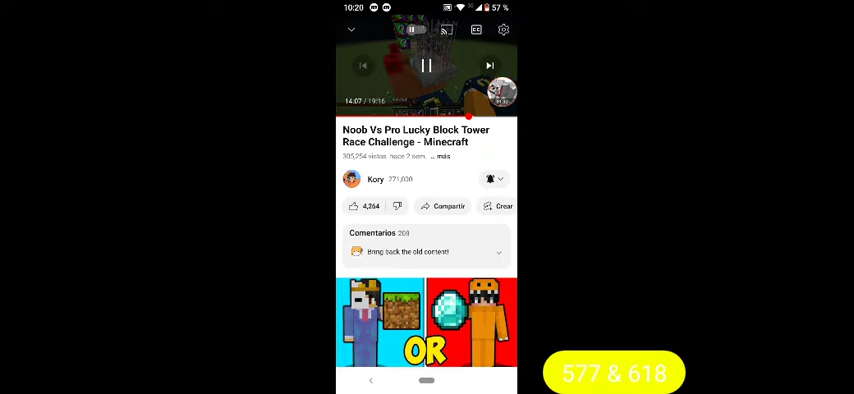 10:20
57 %
CC
14:07 / 19:16
Noob Vs Pro Lucky Block Tower
Race Challenge - Minecraft
305,254 vistas hace 2 sem. ... más
Kory 271,000
4,264
Compartir
Crear
Comentarios 203
Bring back the old content!
OR
577 & 618